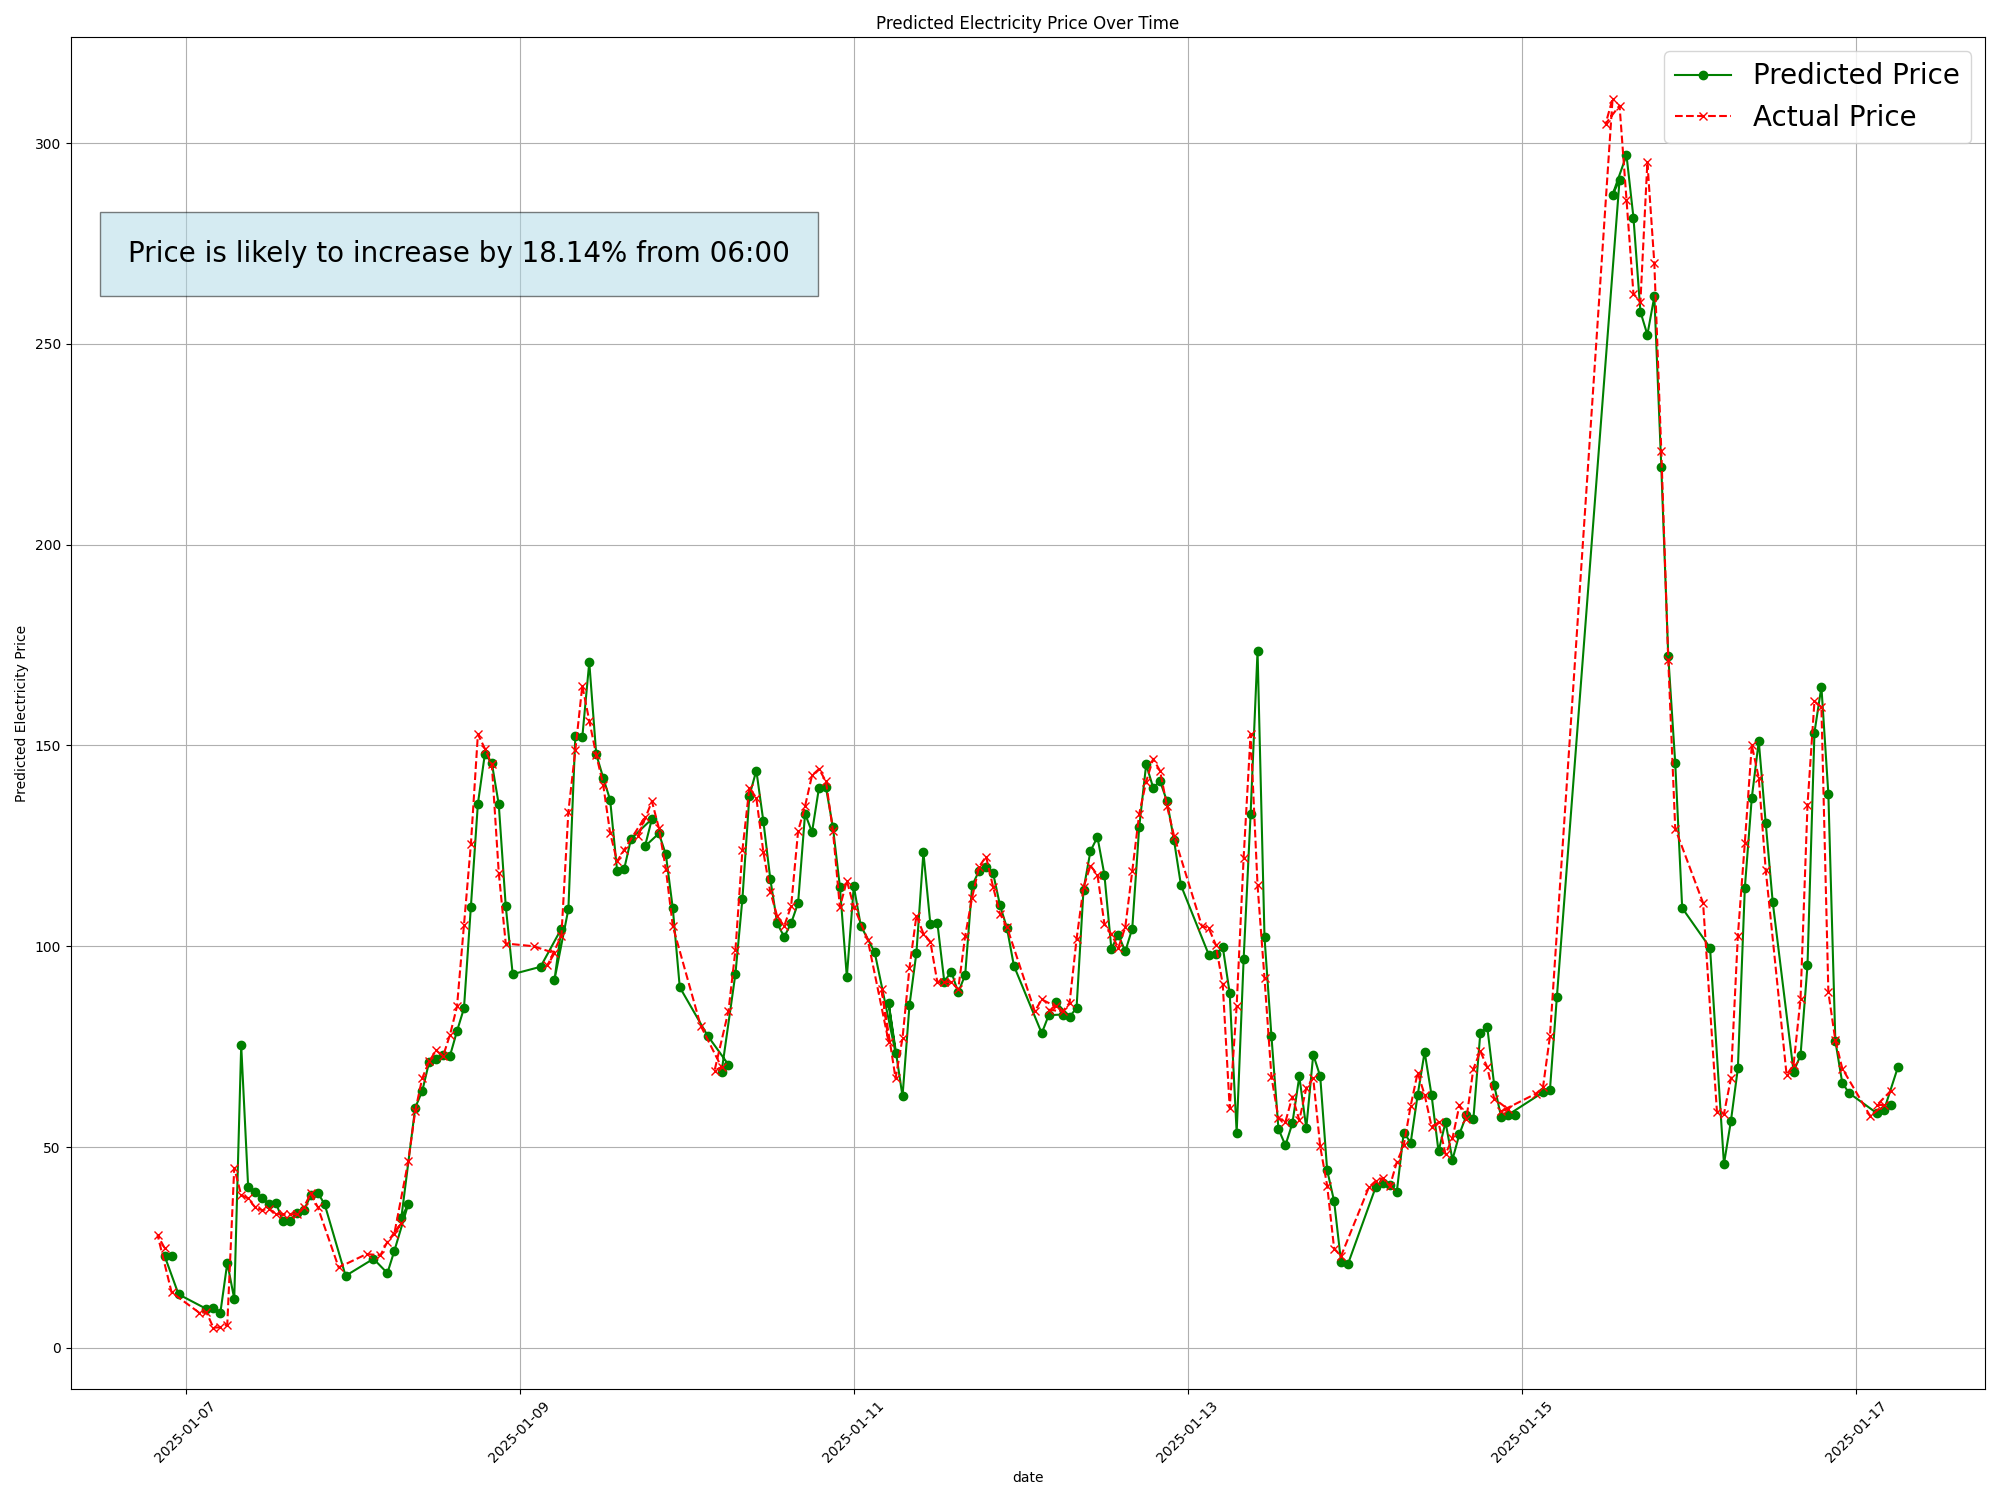 Predicted Electricity Price Over Time
Predicted Price
Actual Price
Price is likely to increase by 18.14% from 06:00
Predicted Electricity Price
300
250
200
150
100
50
0
2025-01-07
2025-01-09
2025-01-11
2025-01-13
2025-01-15
2025-01-17
date